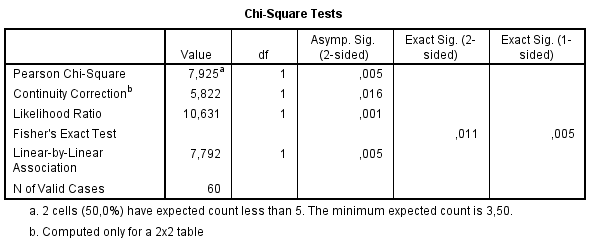 Chi-Square Tests
Value df Asymp. Sig. (2-sided) Exact Sig. (2-sided) Exact Sig. (1-sided)
Pearson Chi-Square 7,925a 1 ,005
Continuity Correctionb 5,822 1 ,016
Likelihood Ratio 10,631 1 ,001
Fisher's Exact Test ,011 ,005
Linear-by-Linear Association 7,792 1 ,005
N of Valid Cases 60
a. 2 cells (50,0%) have expected count less than 5. The minimum expected count is 3,50.
b. Computed only for a 2x2 table